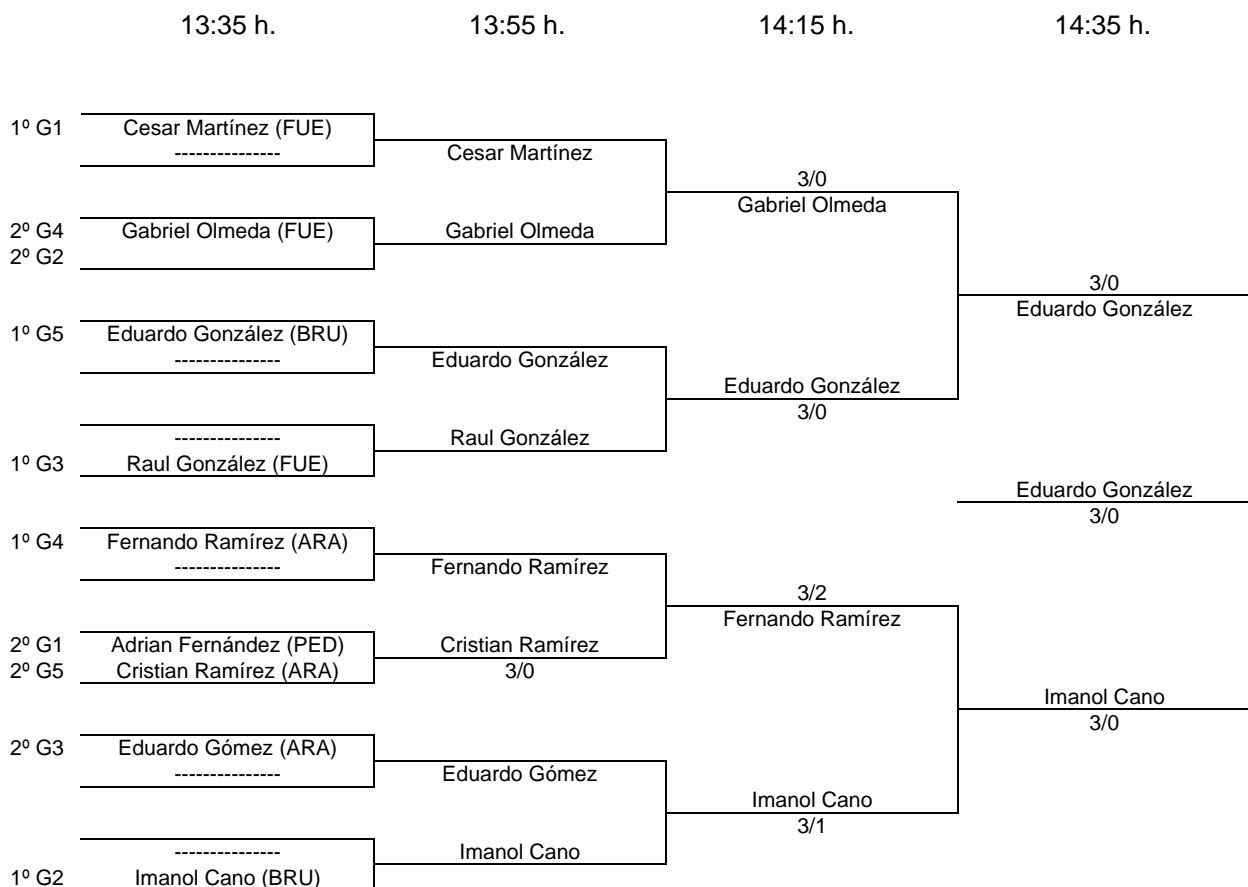 13:35 h. 13:55 h. 14:15 h. 14:35 h.
1º G1 Cesar Martínez (FUE)
---------------
Cesar Martínez
3/0
Gabriel Olmeda
2º G4 Gabriel Olmeda (FUE) Gabriel Olmeda
2º G2
3/0
Eduardo González
1º G5 Eduardo González (BRU)
---------------
Eduardo González
Eduardo González
3/0
---------------
Raul González
1º G3 Raul González (FUE)
Eduardo González
3/0
1º G4 Fernando Ramírez (ARA)
---------------
Fernando Ramírez
3/2
Fernando Ramírez
2º G1 Adrian Fernández (PED) Cristian Ramírez
2º G5 Cristian Ramírez (ARA) 3/0
Imanol Cano
3/0
2º G3 Eduardo Gómez (ARA)
---------------
Eduardo Gómez
Imanol Cano
3/1
---------------
Imanol Cano
1º G2 Imanol Cano (BRU)